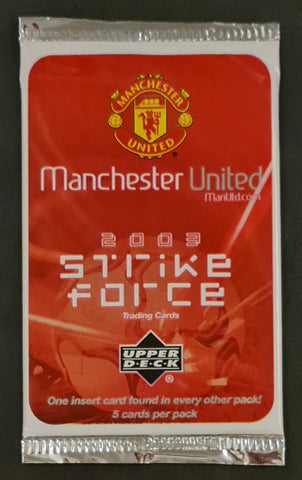 MANCHESTER
UNITED
®
Manchester United
ManUtd.com
2003
strike
force
Trading Cards
UPPER
D.E.C.K
®
One insert card found in every other pack!
5 cards per pack